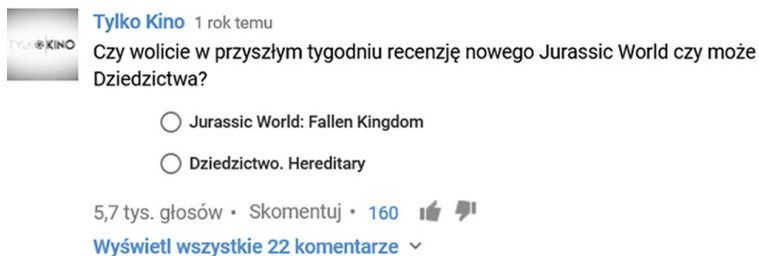 TYLKO KINO
Tylko Kino 1 rok temu
Czy wolicie w przyszłym tygodniu recenzję nowego Jurassic World czy może
Dziedzictwa?
Jurassic World: Fallen Kingdom
Dziedzictwo. Hereditary
5,7 tys. głosów • Skomentuj • 160
Wyświetl wszystkie 22 komentarze